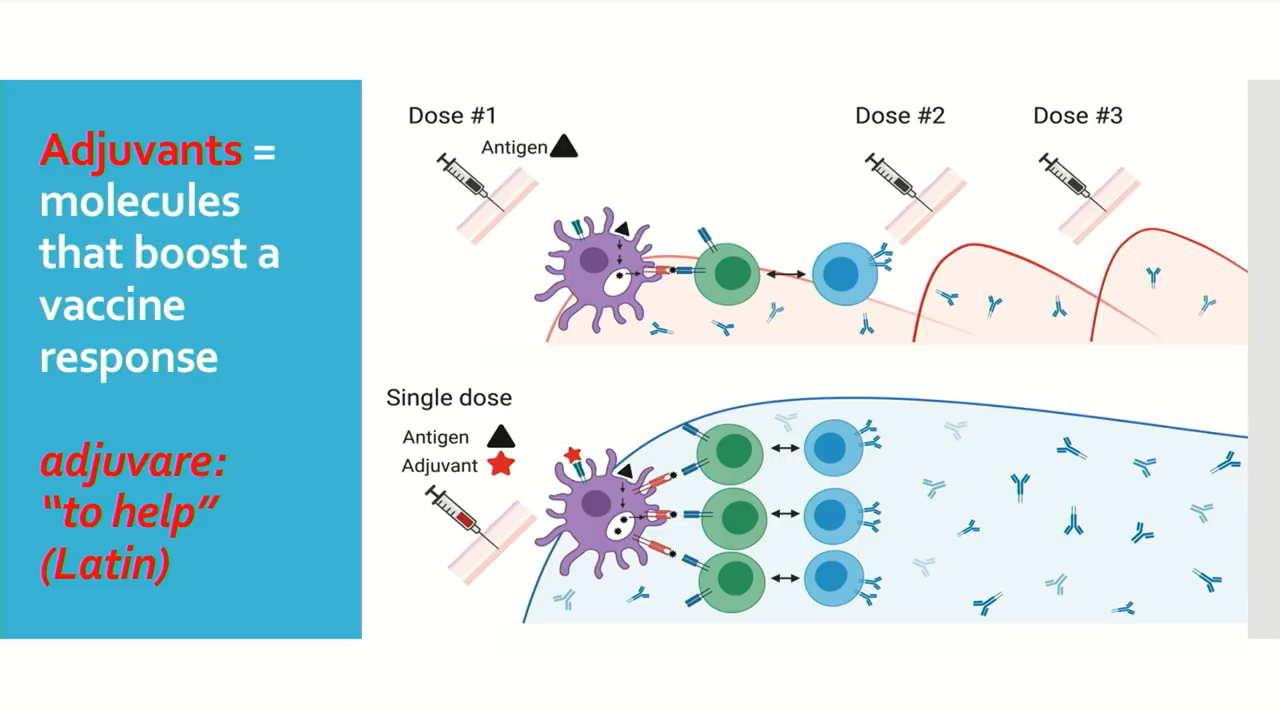 Adjuvants =
molecules
that boost a
vaccine
response
adjuvare:
“to help”
(Latin)
Dose #1
Antigen
Dose #2
Dose #3
Single dose
Antigen
Adjuvant